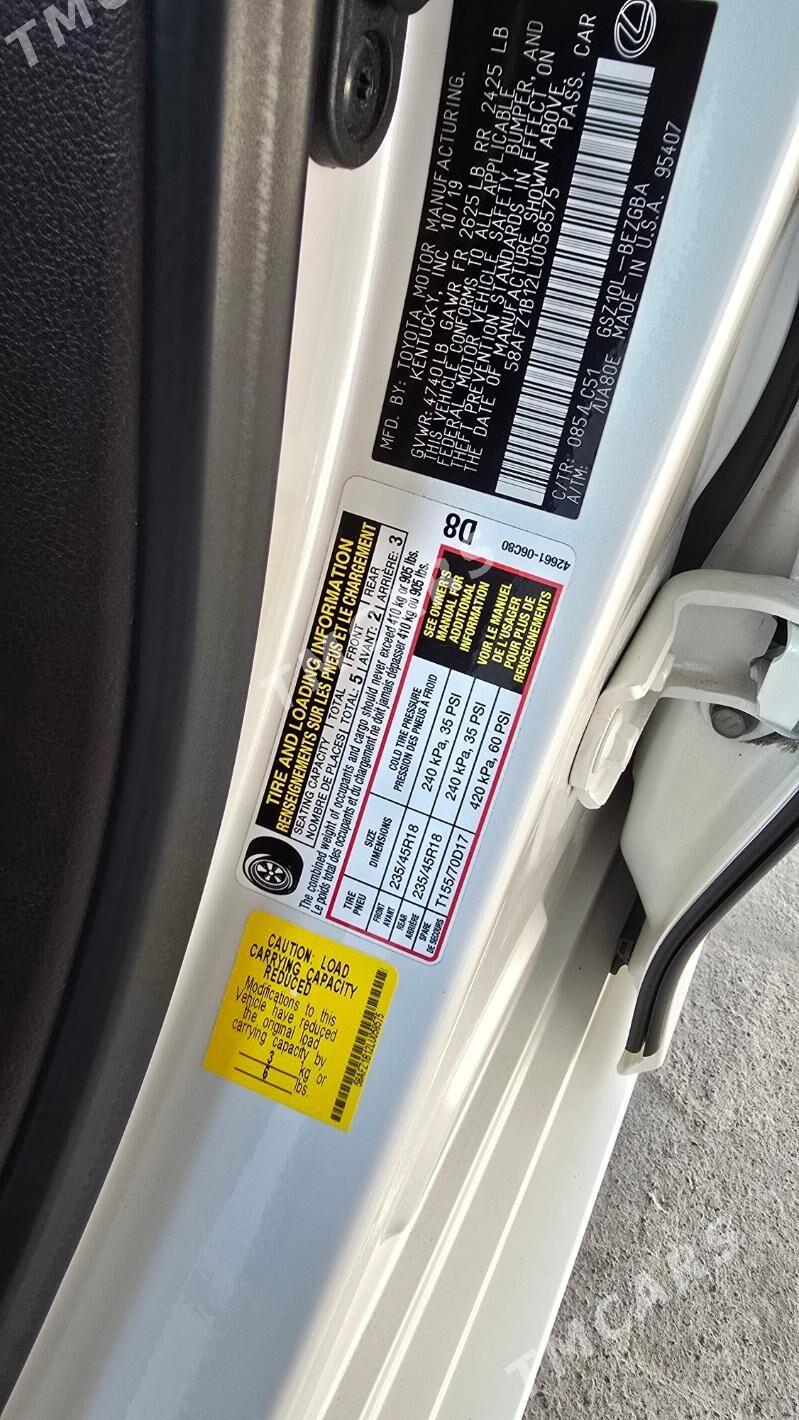 MFD. BY: TOYOTA MOTOR MANUFACTURING.
KENTUCKY, INC 10/19
GVWR: 4740LB GAWR FR 2625 LB RR 2425 LB
THIS VEHICLE CONFORMS TO ALL APPLICABLE
FEDERAL MOTOR VEHICLE SAFETY, BUMPER, AND
THEFT PREVENTION STANDARDS IN EFFECT ON
THE DATE OF MANUFACTURE SHOWN ABOVE
58AFZ1B12LU058575 PASS. CAR
C/TR: 0854 LC51 GSZ10L-BEZGBA
A/TM: UA80E MADE IN U.S.A. 95407
TIRE AND LOADING INFORMATION
RENSEIGNEMENTS SUR LES PNEUS ET LE CHARGEMENT
SEATING CAPACITY TOTAL FRONT REAR
NOMBRE DE PLACES TOTAL: 5 AVANT: 2 ARRIÈRE: 3
The combined weight of occupants and cargo should never exceed 410 kg or 905 lbs.
Le poids total des occupants et du chargement ne doit jamais dépasser 410 kg ou 905 lbs.
TIRE PNEU
SIZE DIMENSIONS
COLD TIRE PRESSURE
PRESSION DES PNEUS À FROID
FRONT AVANT 235/45R18 240 kPa, 35 PSI
REAR ARRIÈRE 235/45R18 240 kPa, 35 PSI
SPARE DE SECOURS T155/70D17 420 kPa, 60 PSI
SEE OWNER'S
MANUAL FOR
ADDITIONAL
INFORMATION
VOIR LE MANUEL
DE L'USAGER
POUR PLUS DE
RENSEIGNEMENTS
D8
42661-06C80
CAUTION: LOAD
CARRYING CAPACITY
REDUCED
Modifications to this
Vehicle have reduced
the original load
carrying capacity by
3 kg or
6 lbs.
58AFZ1B12LU058575
TMCARS